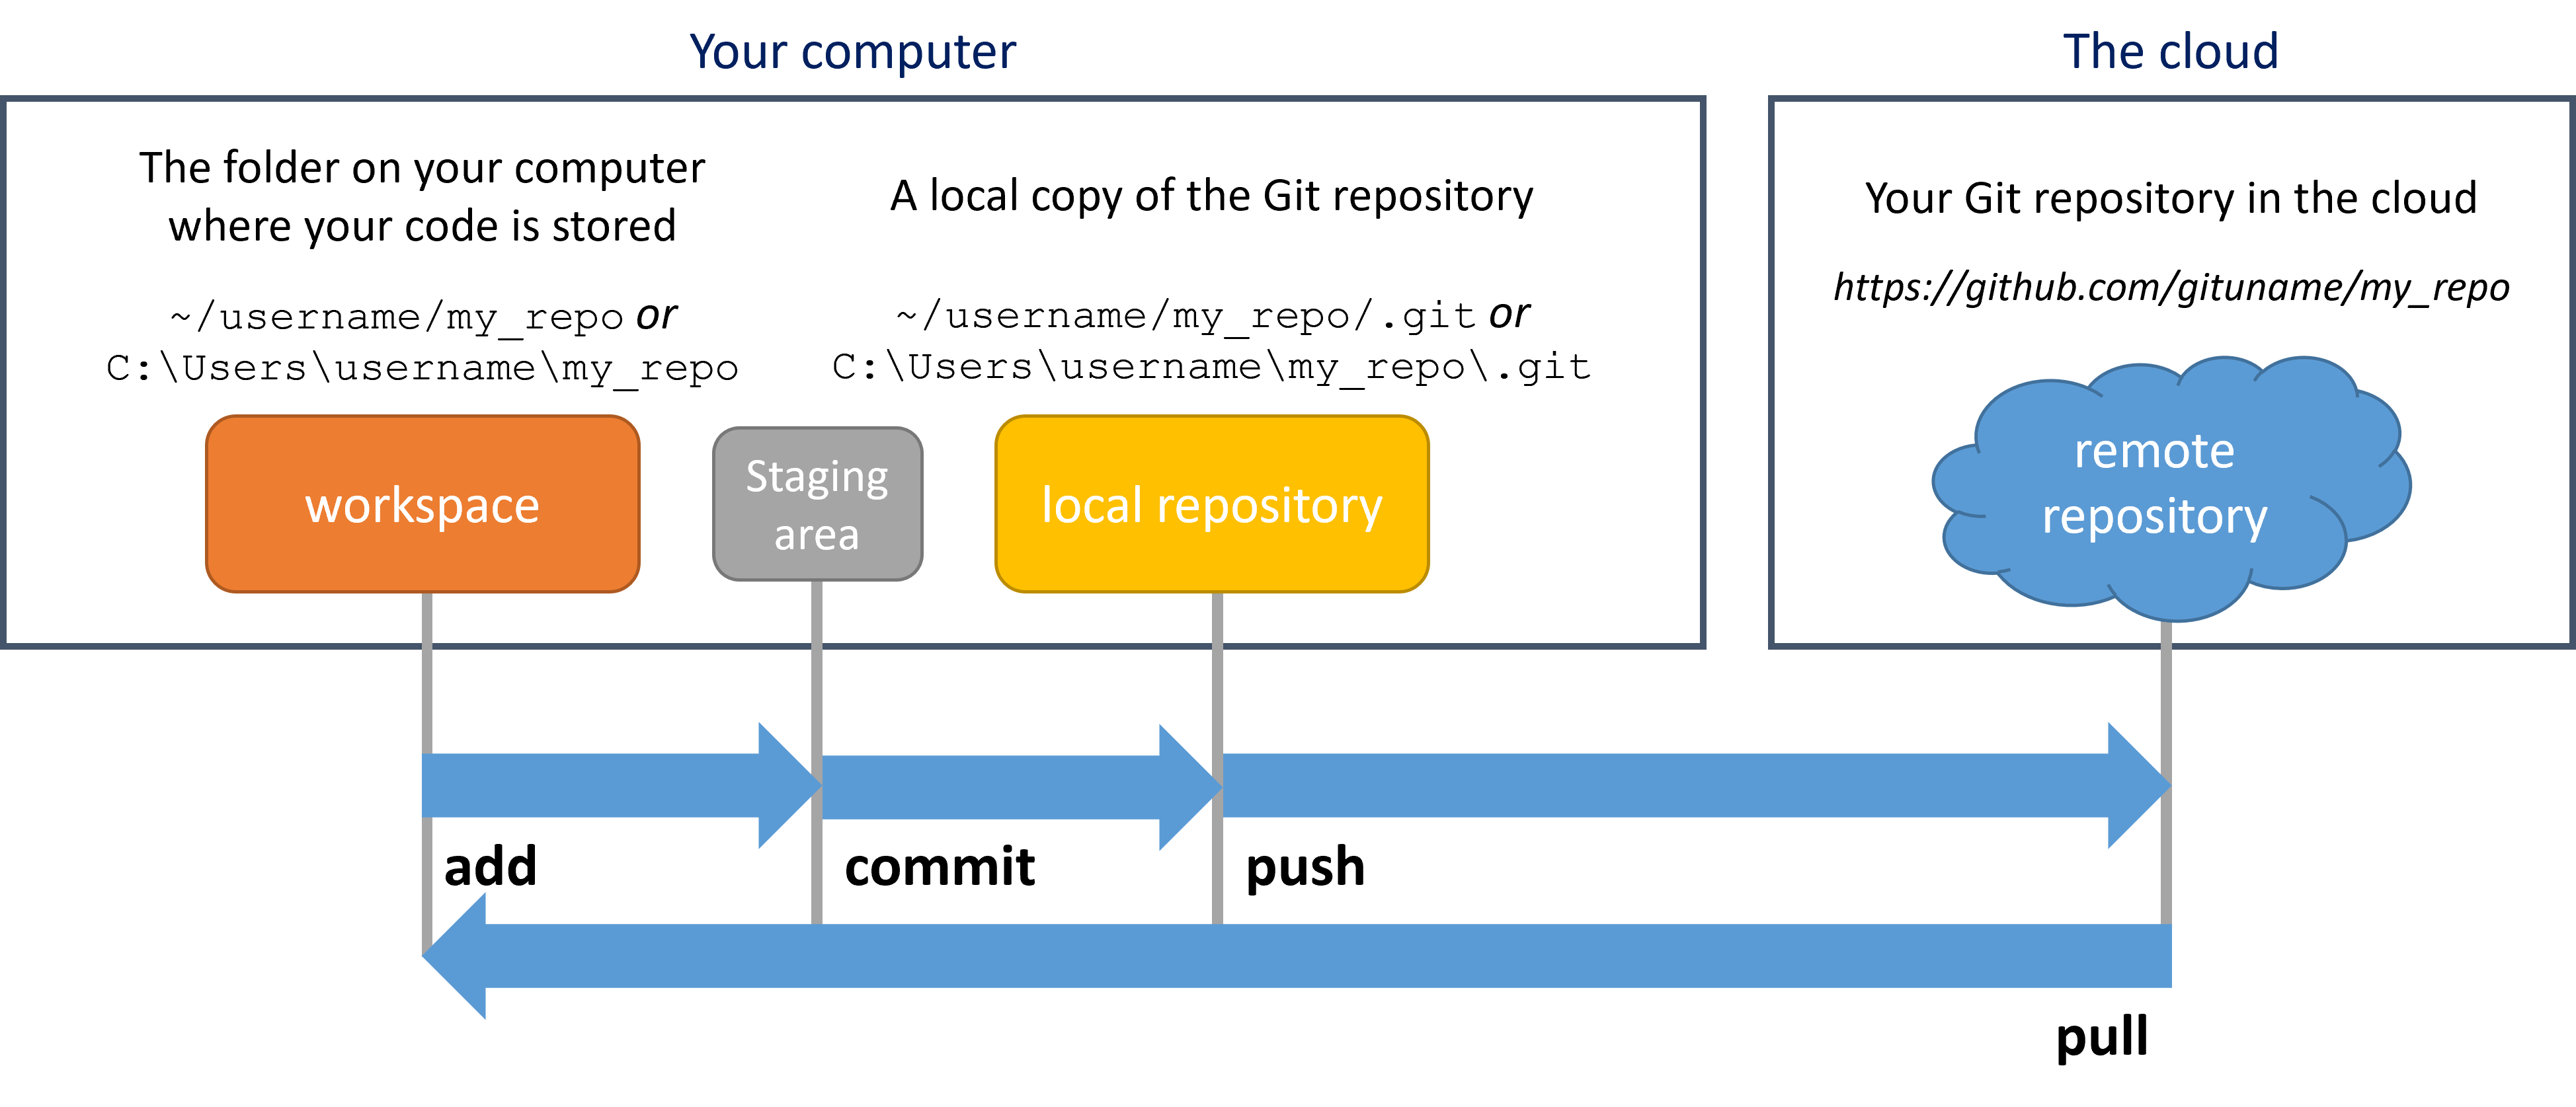 Your computer
The cloud
The folder on your computer
where your code is stored
~/username/my_repo or
C:\Users\username\my_repo
A local copy of the Git repository
~/username/my_repo/.git or
C:\Users\username\my_repo\.git
Your Git repository in the cloud
https://github.com/gituname/my_repo
workspace
Staging
area
local repository
remote
repository
add
commit
push
pull